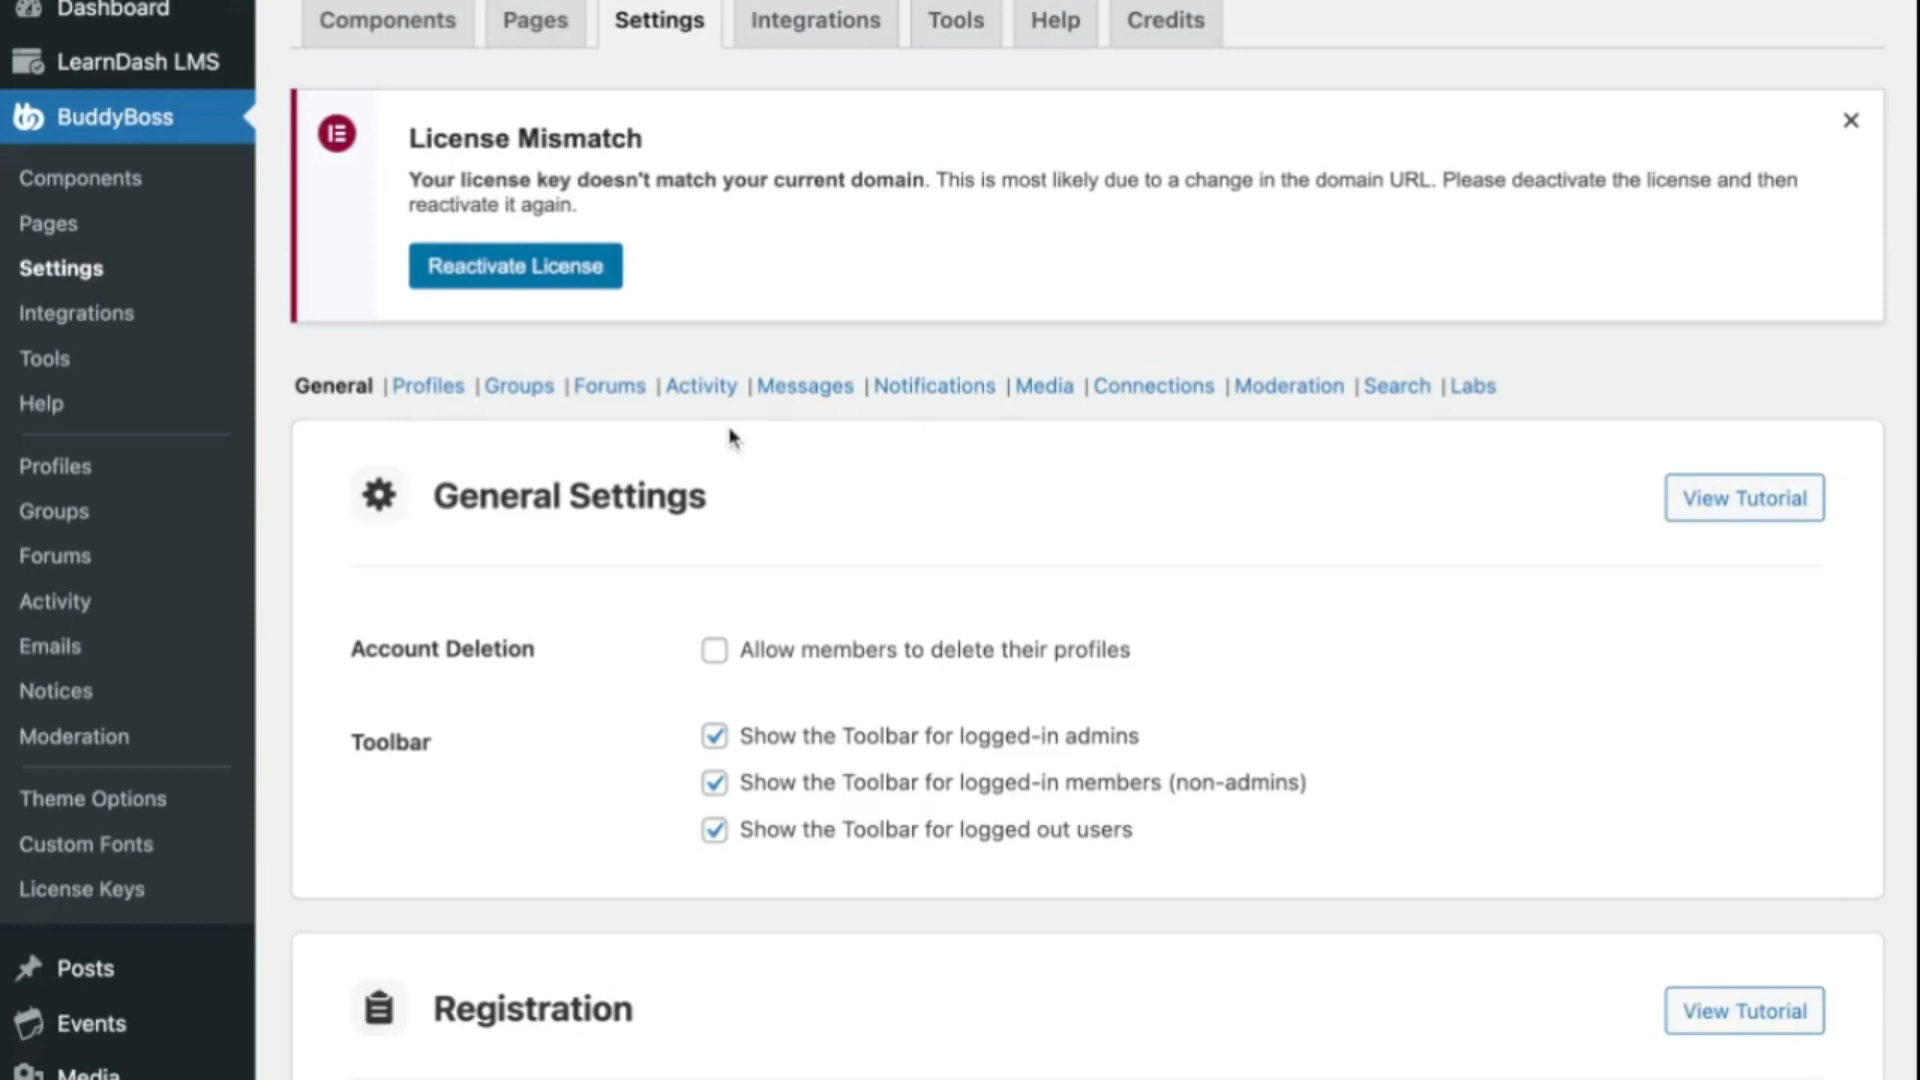 Dashboard
LearnDash LMS
BuddyBoss
Components
Pages
Settings
Integrations
Tools
Help
Profiles
Groups
Forums
Activity
Emails
Notices
Moderation
Theme Options
Custom Fonts
License Keys
Posts
Events
Media
Components Pages Settings Integrations Tools Help Credits
License Mismatch
Your license key doesn't match your current domain. This is most likely due to a change in the domain URL. Please deactivate the license and then
reactivate it again.
Reactivate License
General | Profiles | Groups | Forums | Activity | Messages | Notifications | Media | Connections | Moderation | Search | Labs
General Settings
View Tutorial
Account Deletion
Allow members to delete their profiles
Toolbar
Show the Toolbar for logged-in admins
Show the Toolbar for logged-in members (non-admins)
Show the Toolbar for logged out users
Registration
View Tutorial